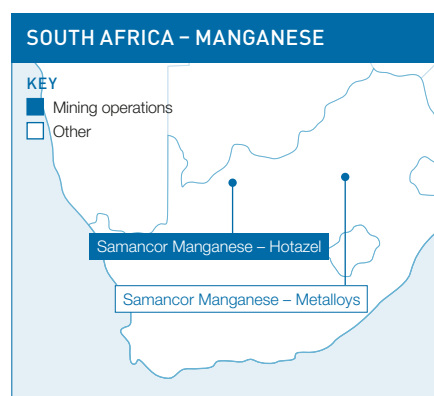 SOUTH AFRICA – MANGANESE
KEY
Mining operations
Other
Samancor Manganese – Hotazel
Samancor Manganese – Metalloys